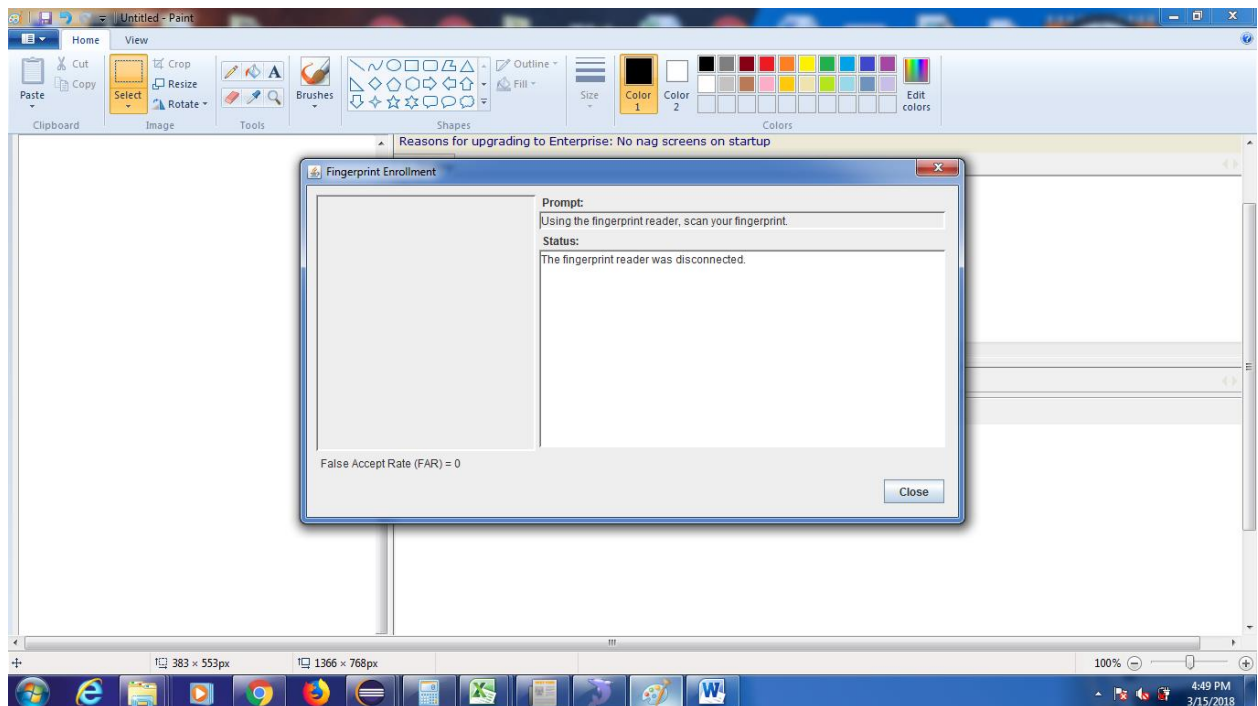 Untitled - Paint
Home View
Cut
Copy
Paste
Clipboard
Select
Crop
Resize
Rotate
Image
A
Tools
Brushes
Outline
Fill
Shapes
Size
Color 1
Color 2
Edit colors
Colors
Reasons for upgrading to Enterprise: No nag screens on startup
Fingerprint Enrollment
Prompt:
Using the fingerprint reader, scan your fingerprint.
Status:
The fingerprint reader was disconnected.
False Accept Rate (FAR) = 0
Close
383 × 553px 1366 × 768px 100%
4:49 PM
3/15/2018